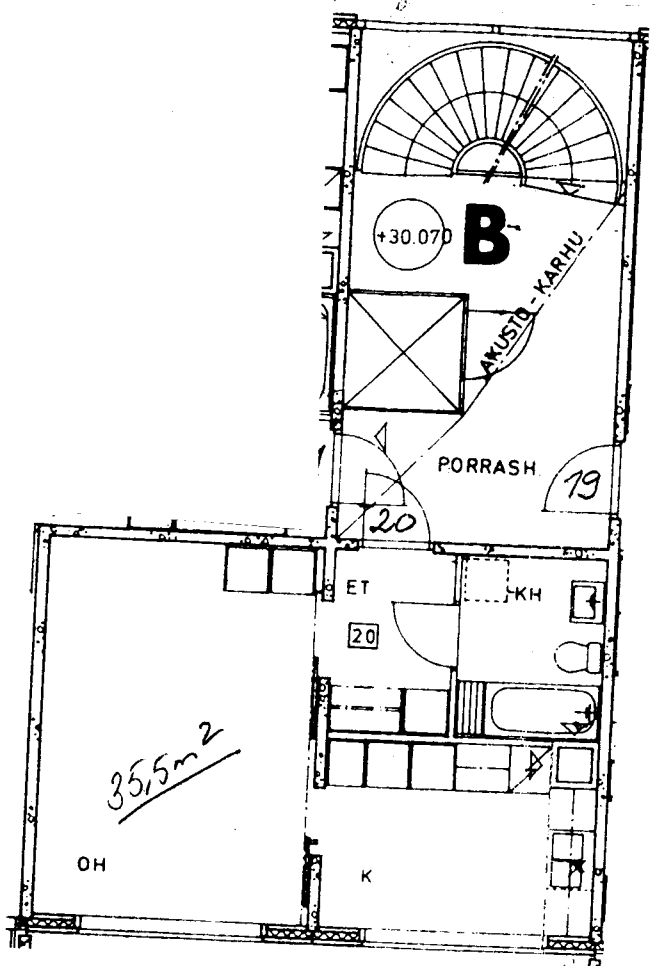 +30.070
B
AKUSTO - KARHU
PORRASH
19
20
ET
KH
20
35,5m²
OH
K